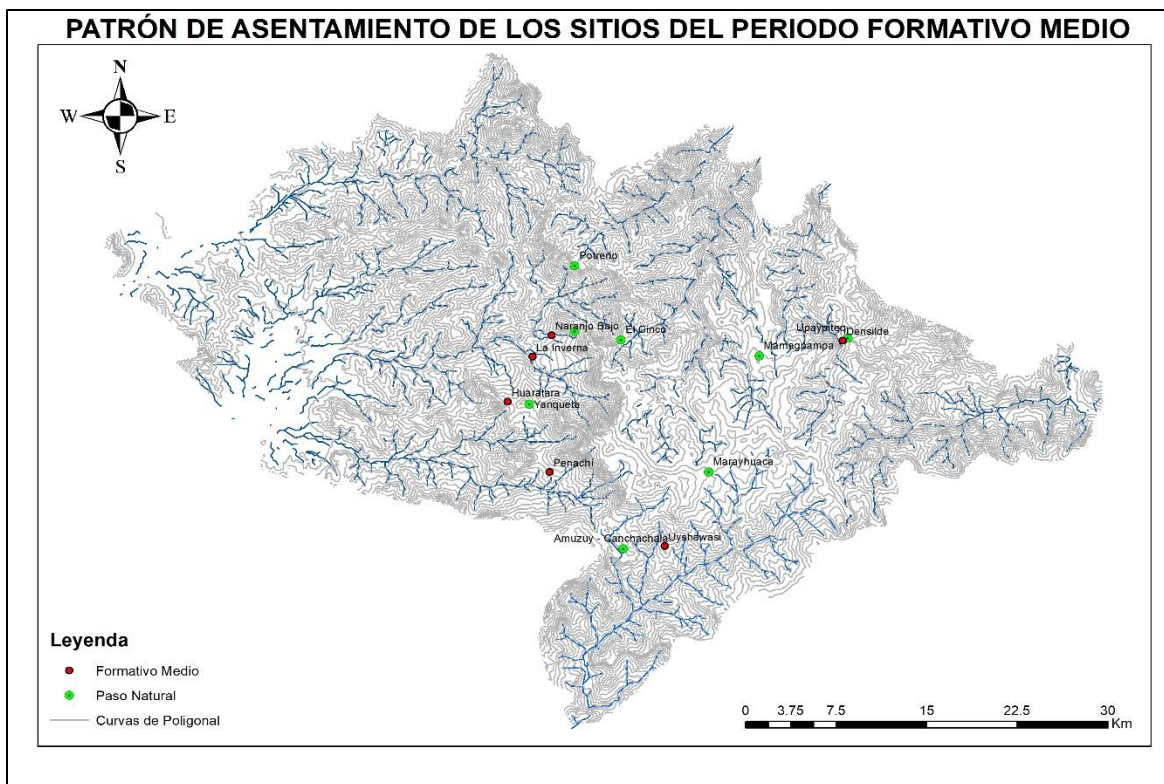 PATRÓN DE ASENTAMIENTO DE LOS SITIOS DEL PERIODO FORMATIVO MEDIO
N
W E
S
Potreno
Naranjo Bajo
El Cinco
La Inverna
Upaypiteq
Densilde
Mamagpampa
Huaratara
Yanqueta
Penachi
Marayhuaca
Amuzuy - Canchachala
Uyshawasi
Leyenda
Formativo Medio
Paso Natural
Curvas de Poligonal
0 3.75 7.5 15 22.5 30
Km